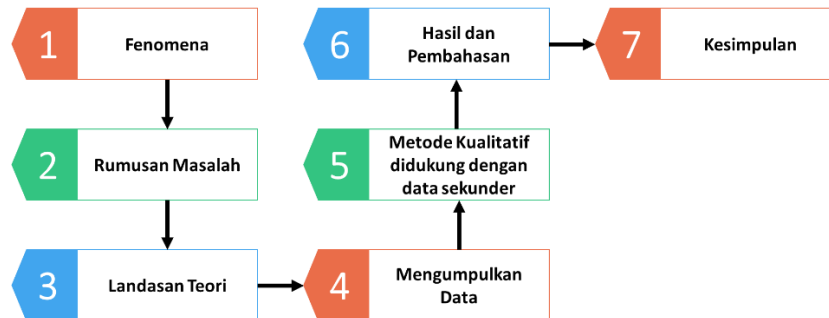 1
Fenomena
2
Rumusan Masalah
3
Landasan Teori
4
Mengumpulkan
Data
5
Metode Kualitatif
didukung dengan
data sekunder
6
Hasil dan
Pembahasan
7
Kesimpulan